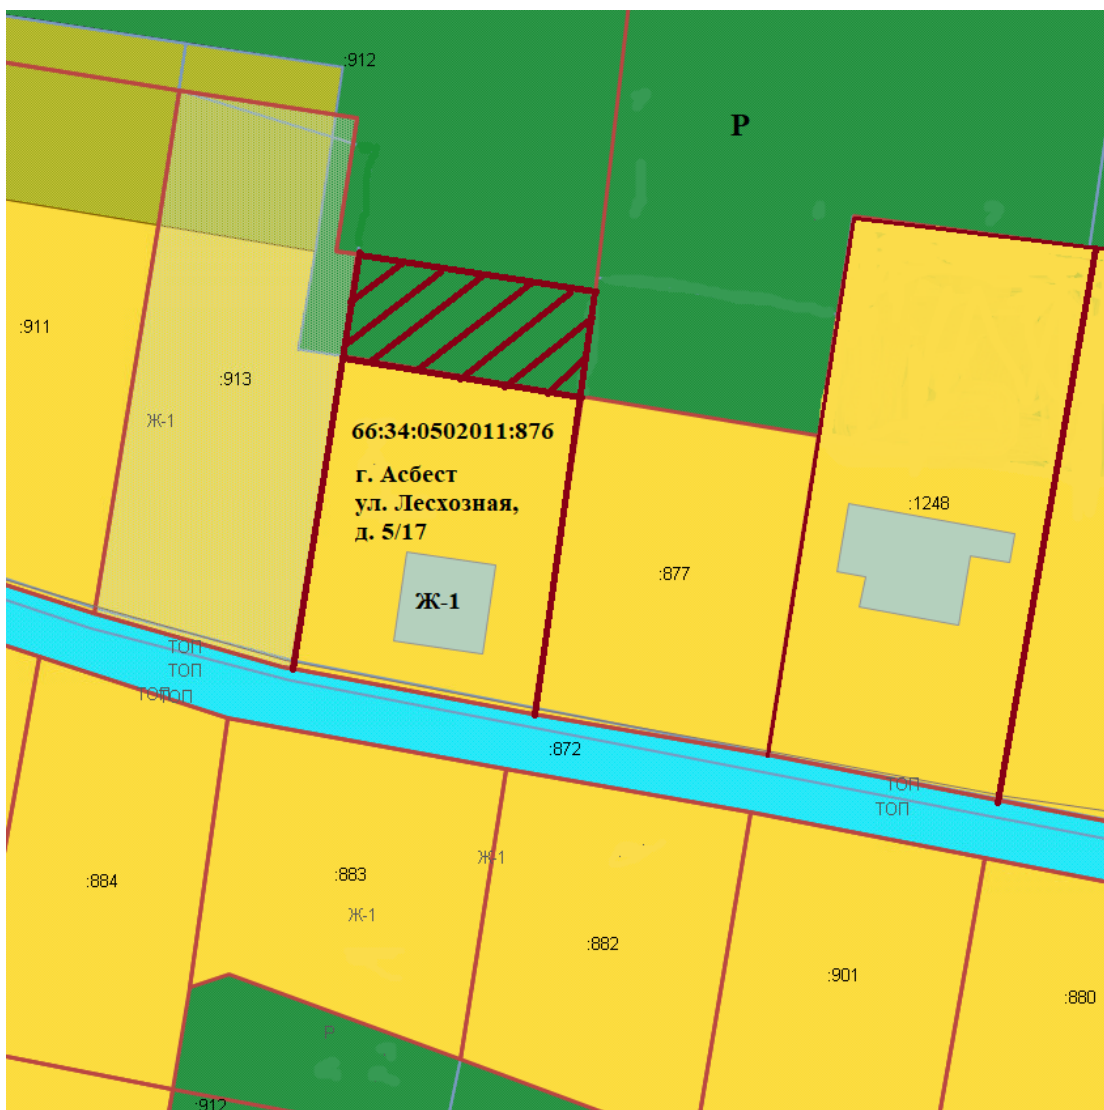 :912
Р
:911
:913
Ж-1
66:34:0502011:876
г. Асбест
ул. Лесхозная,
д. 5/17
:1248
:877
Ж-1
ТОП
ТОП
ТОП
ТОП
:872
ТОП
ТОП
Ж-1
:884
:883
Ж-1
:882
:901
:880
Р
:912